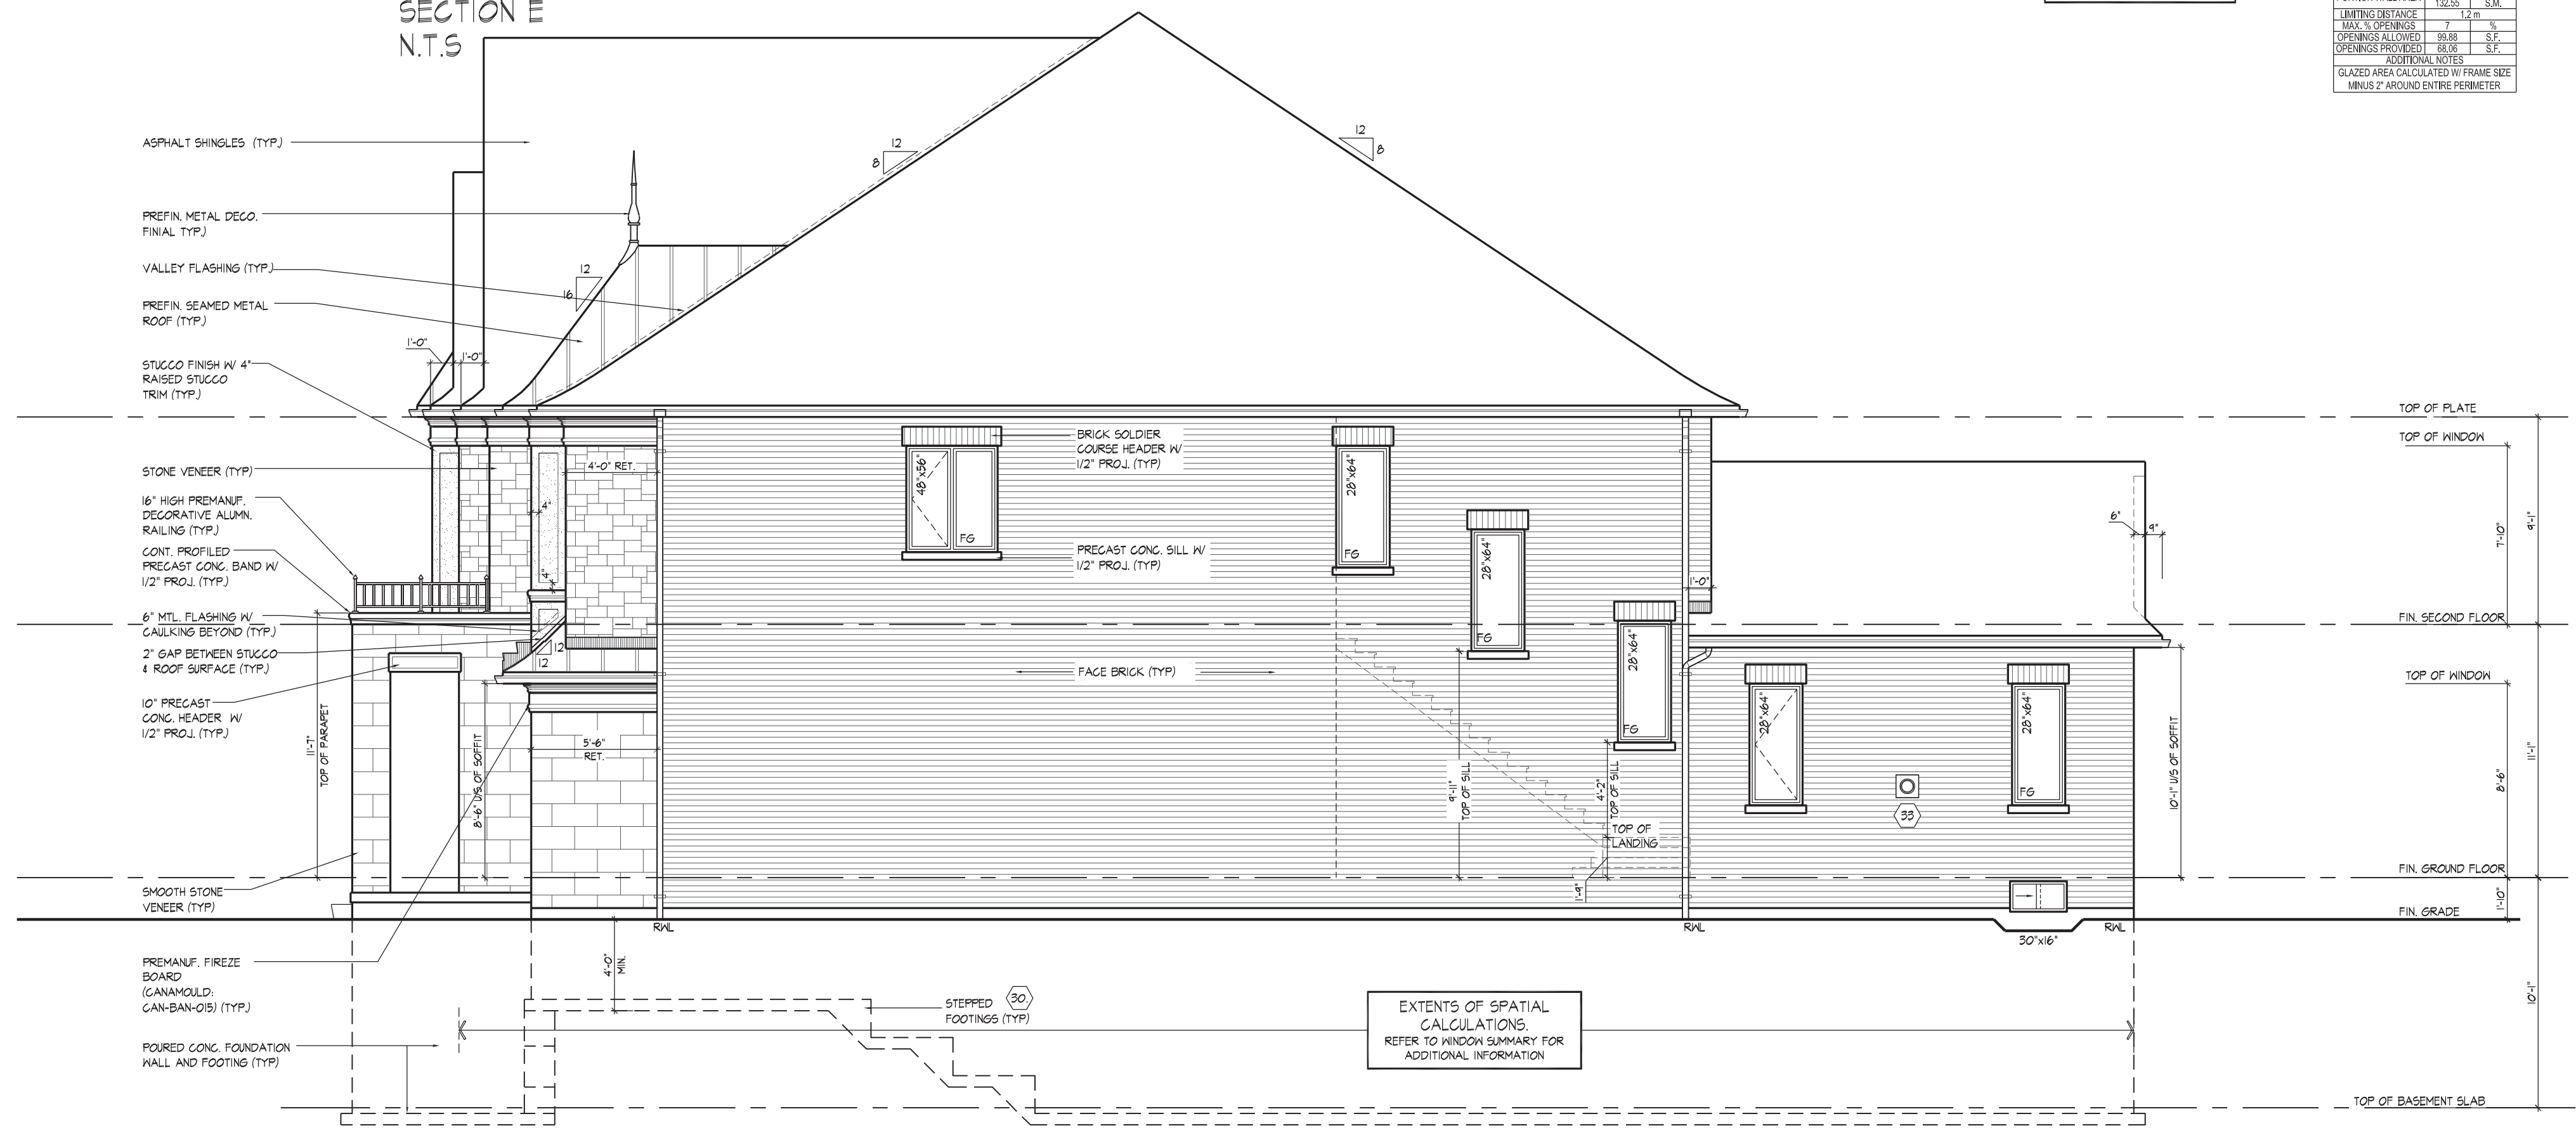 SECTION E
N.T.S
132.55 S.M.
LIMITING DISTANCE 1.2 m
MAX. % OPENINGS 7 %
OPENINGS ALLOWED 99.88 S.F.
OPENINGS PROVIDED 68.06 S.F.
ADDITIONAL NOTES
GLAZED AREA CALCULATED W/ FRAME SIZE
MINUS 2" AROUND ENTIRE PERIMETER
ASPHALT SHINGLES (TYP.)
PREFIN. METAL DECO.
FINIAL TYP.)
VALLEY FLASHING (TYP.)
PREFIN. SEAMED METAL
ROOF (TYP.)
STUCCO FINISH W/ 4"
RAISED STUCCO
TRIM (TYP.)
STONE VENEER (TYP)
16" HIGH PREMANUF.
DECORATIVE ALUMN.
RAILING (TYP.)
CONT. PROFILED
PRECAST CONC. BAND W/
1/2" PROJ. (TYP.)
6" MTL. FLASHING W/
CAULKING BEYOND (TYP.)
2" GAP BETWEEN STUCCO
& ROOF SURFACE (TYP.)
10" PRECAST
CONC. HEADER W/
1/2" PROJ. (TYP.)
SMOOTH STONE
VENEER (TYP)
PREMANUF. FIREZE
BOARD
(CANAMOULD:
CAN-BAN-015) (TYP.)
POURED CONC. FOUNDATION
WALL AND FOOTING (TYP)
12
8
12
8
12
16
1'-0"
1'-0"
4'-0" RET.
4"
4"
12
12
11'-7"
TOP OF PARAPET
8'-6" U/S OF SOFFIT
5'-6"
RET.
48"x56"
FG
BRICK SOLDIER
COURSE HEADER W/
1/2" PROJ. (TYP)
PRECAST CONC. SILL W/
1/2" PROJ. (TYP)
FACE BRICK (TYP)
28"x64"
FG
28"x64"
FG
28"x64"
FG
1'-0"
9'-11"
TOP OF SILL
4'-2"
TOP OF SILL
TOP OF
LANDING
1'-9"
28"x64"
28"x64"
FG
33
6"
9"
10'-1" U/S OF SOFFIT
TOP OF PLATE
TOP OF WINDOW
7'-10"
9'-1"
FIN. SECOND FLOOR
TOP OF WINDOW
8'-6"
11'-1"
FIN. GROUND FLOOR
1'-10"
FIN. GRADE
10'-1"
TOP OF BASEMENT SLAB
RWL
RWL
RWL
30"x16"
4'-0"
MIN.
STEPPED
FOOTINGS (TYP)
30.
EXTENTS OF SPATIAL
CALCULATIONS.
REFER TO WINDOW SUMMARY FOR
ADDITIONAL INFORMATION